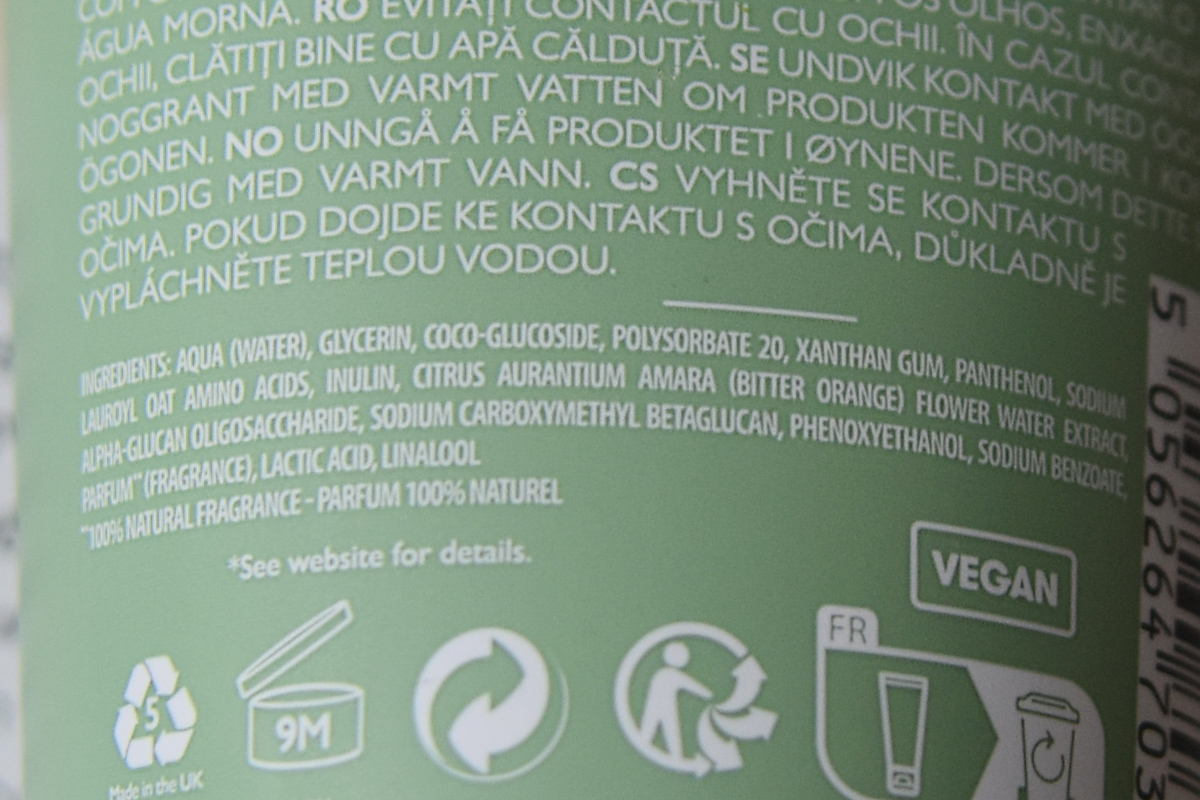 ÁGUA MORNA. RO EVITAȚI CONTACTUL CU OCHII. ÎN CAZUL
OLHOS, ENXAG
OCHII, CLĂTIȚI BINE CU APĂ CĂLDUȚĂ. SE UNDVIK KONTAKT MED
NOGGRANT MED VARMT VATTEN OM PRODUKTEN KOMMER I
ÖGONEN. NO UNNGÅ Å FÅ PRODUKTET I ØYNENE. DERSOM DETTE
GRUNDIG MED VARMT VANN. CS VYHNĚTE SE KONTAKTU S
OČIMA. POKUD DOJDE KE KONTAKTU S OČIMA, DŮKLADNĚ JE
VYPLÁCHNĚTE TEPLOU VODOU.
INGREDIENTS: AQUA (WATER), GLYCERIN, COCO-GLUCOSIDE, POLYSORBATE 20, XANTHAN GUM, PANTHENOL, SODIUM
LAUROYL OAT AMINO ACIDS, INULIN, CITRUS AURANTIUM AMARA (BITTER ORANGE) FLOWER WATER EXTRACT,
ALPHA-GLUCAN OLIGOSACCHARIDE, SODIUM CARBOXYMETHYL BETAGLUCAN, PHENOXYETHANOL, SODIUM BENZOATE,
PARFUM** (FRAGRANCE), LACTIC ACID, LINALOOL
**100% NATURAL FRAGRANCE - PARFUM 100% NATUREL
*See website for details.
VEGAN
FR
5
9M
Made in the UK
5 056264 703